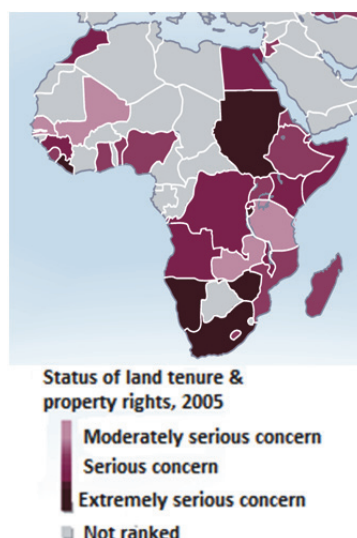 Status of land tenure &
property rights, 2005
Moderately serious concern
Serious concern
Extremely serious concern
Not ranked